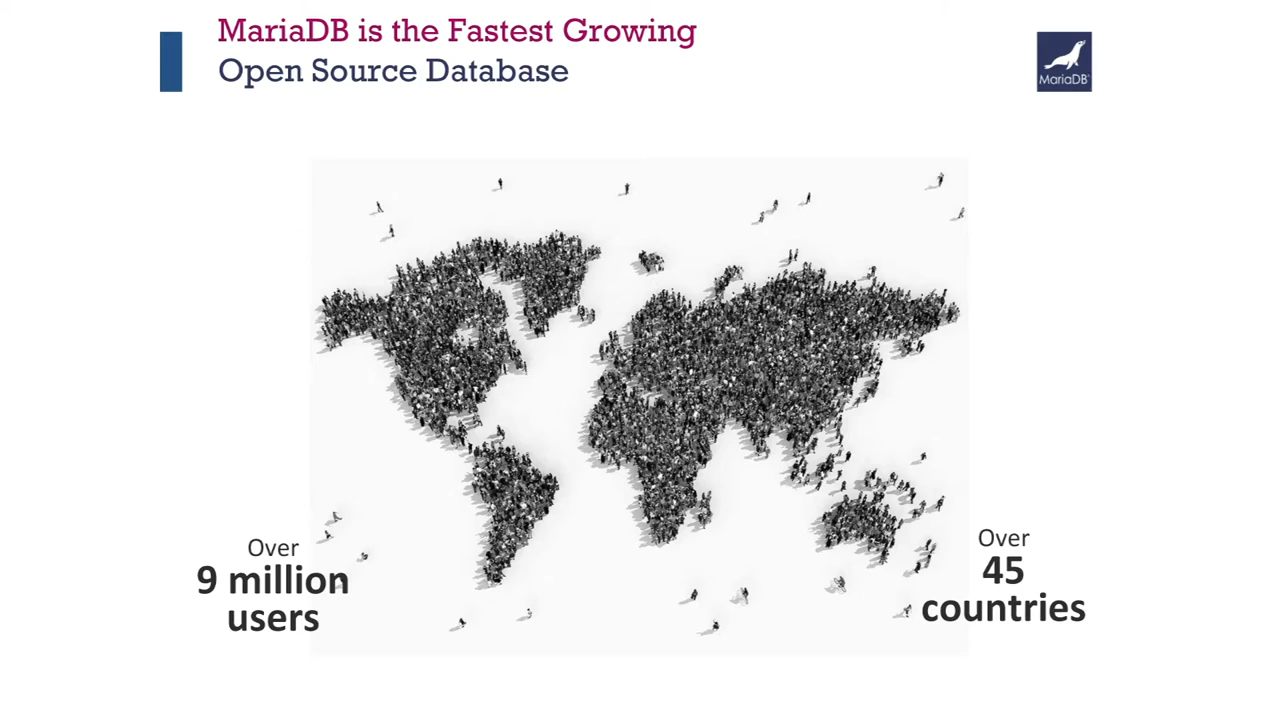 MariaDB is the Fastest Growing
Open Source Database
MariaDB
Over
9 million
users
Over
45
countries